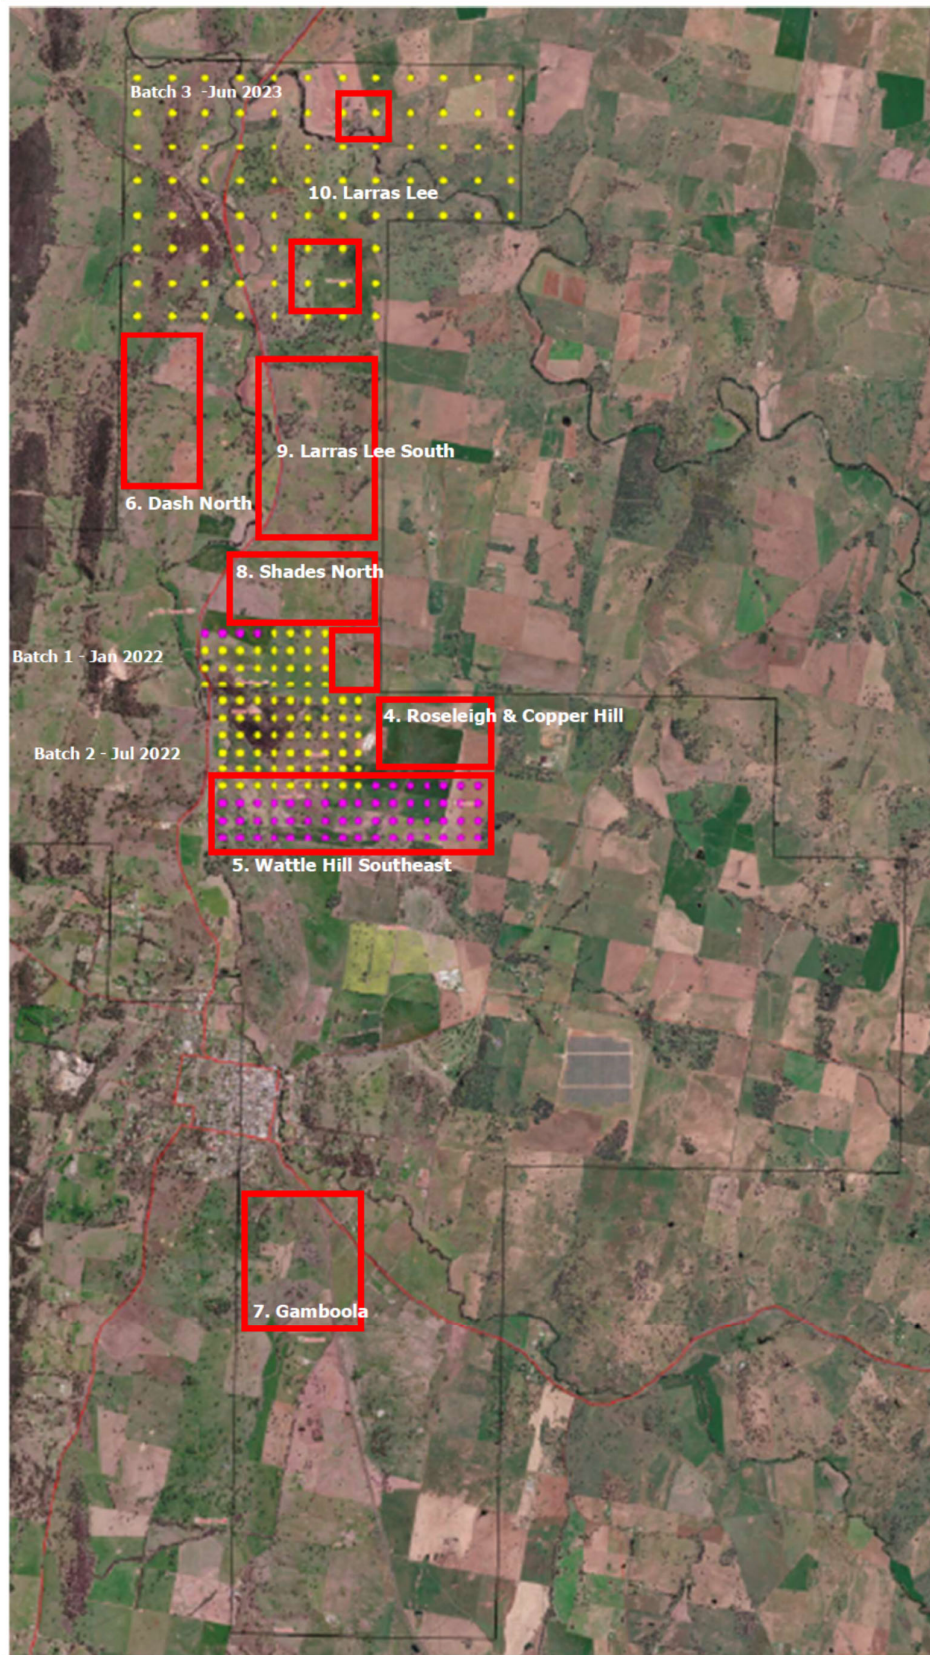 Batch 3 -Jun 2023
10. Larras Lee
9. Larras Lee South
6. Dash North
8. Shades North
Batch 1 - Jan 2022
4. Roseleigh & Copper Hill
Batch 2 - Jul 2022
5. Wattle Hill Southeast
7. Gamboola